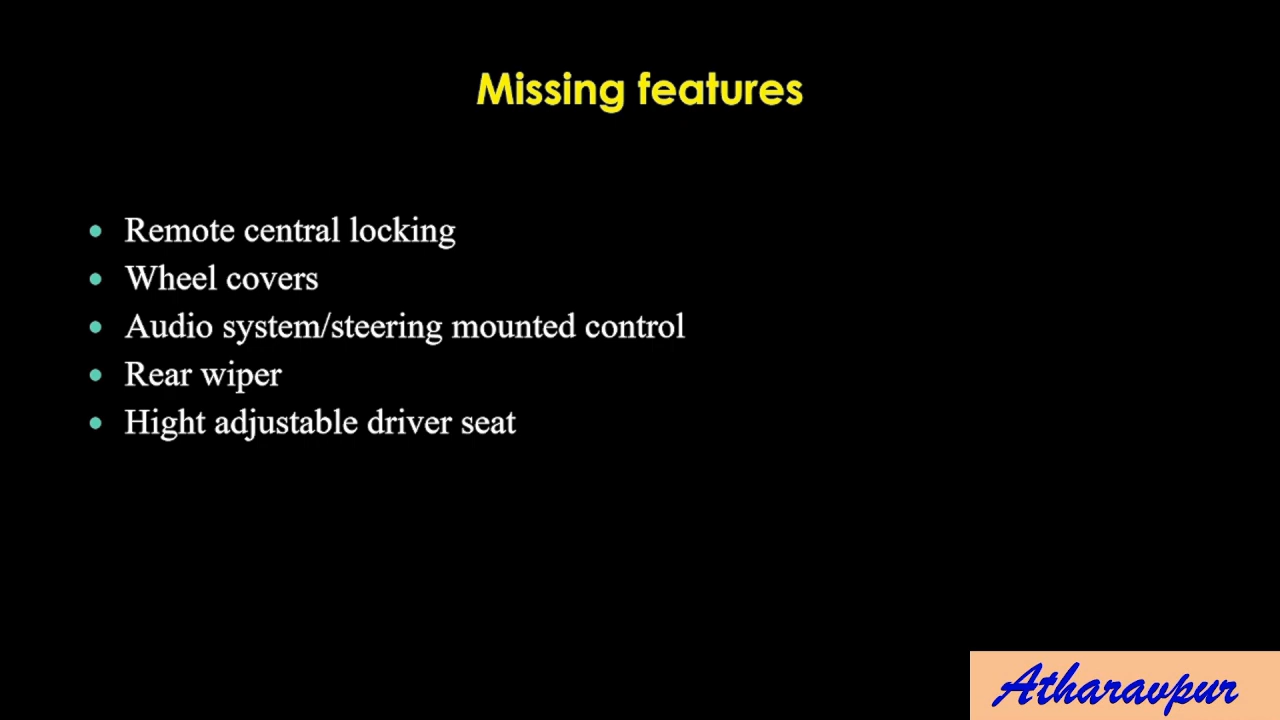 Missing features
Remote central locking
Wheel covers
Audio system/steering mounted control
Rear wiper
Hight adjustable driver seat
Atharavpur